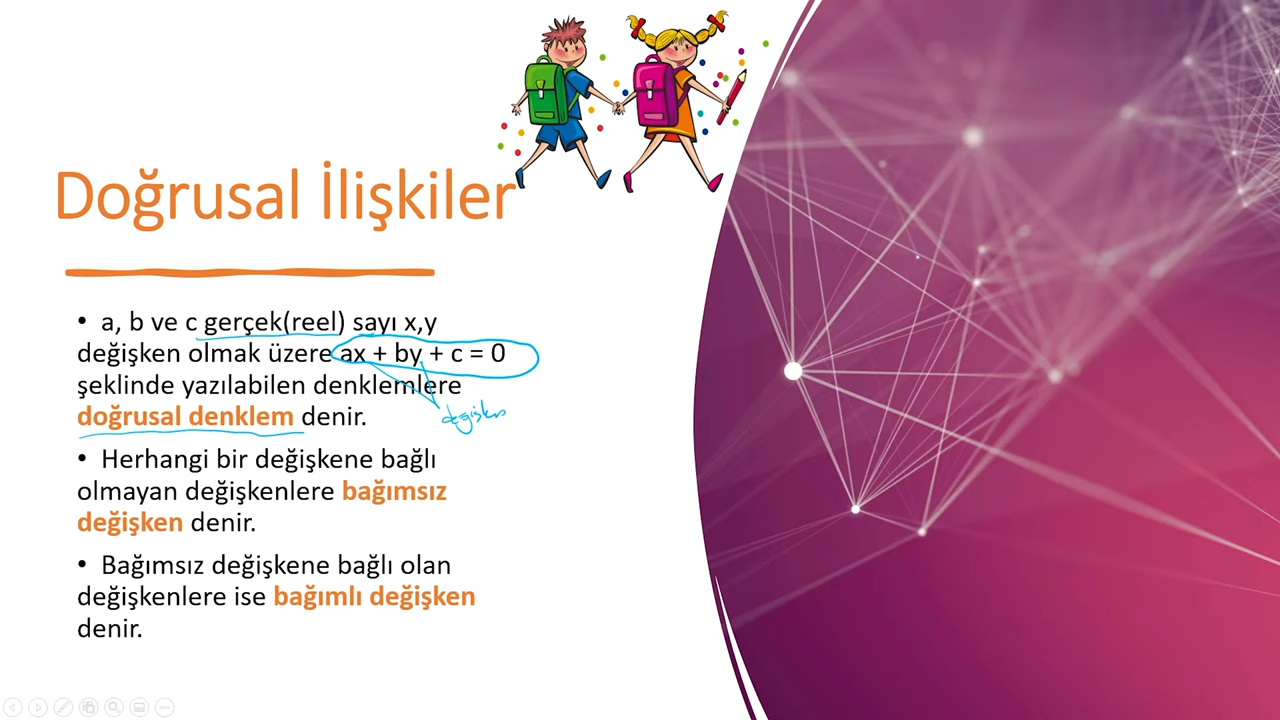 Doğrusal İlişkiler
• a, b ve c gerçek(reel) sayı x,y
değişken olmak üzere ax + by + c = 0
şeklinde yazılabilen denklemlere
doğrusal denklem denir.
değişken
• Herhangi bir değişkene bağlı
olmayan değişkenlere bağımsız
değişken denir.
• Bağımsız değişkene bağlı olan
değişkenlere ise bağımlı değişken
denir.